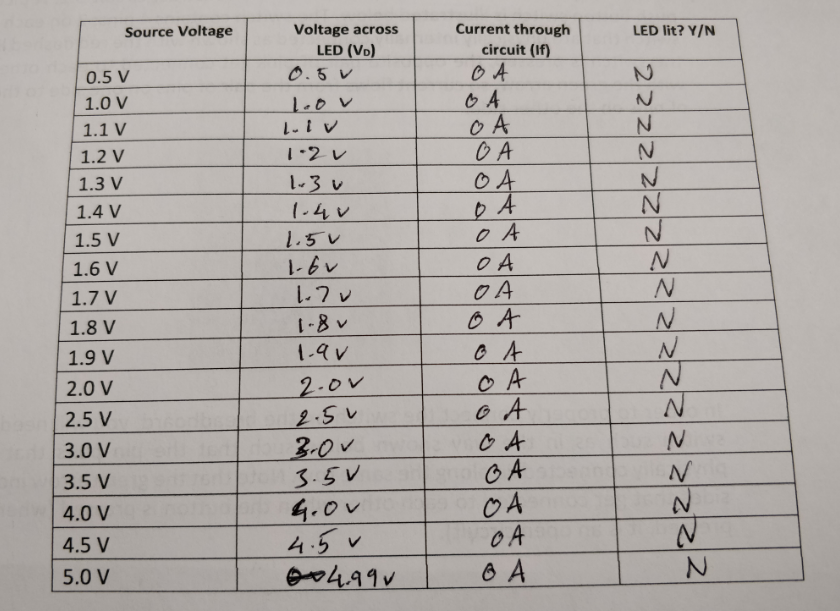 Source Voltage Voltage across LED (VD) Current through circuit (If) LED lit? Y/N
0.5 V 0.5 v 0 A N
1.0 V 1.0 v 0 A N
1.1 V 1.1 v 0 A N
1.2 V 1.2 v 0 A N
1.3 V 1.3 v 0 A N
1.4 V 1.4 v 0 A N
1.5 V 1.5 v 0 A N
1.6 V 1.6 v 0 A N
1.7 V 1.7 v 0 A N
1.8 V 1.8 v 0 A N
1.9 V 1.9 v 0 A N
2.0 V 2.0 v 0 A N
2.5 V 2.5 v 0 A N
3.0 V 3.0 v 0 A N
3.5 V 3.5 v 0 A N
4.0 V 4.0 v 0 A N
4.5 V 4.5 v 0 A N
5.0 V 4.99 v 0 A N